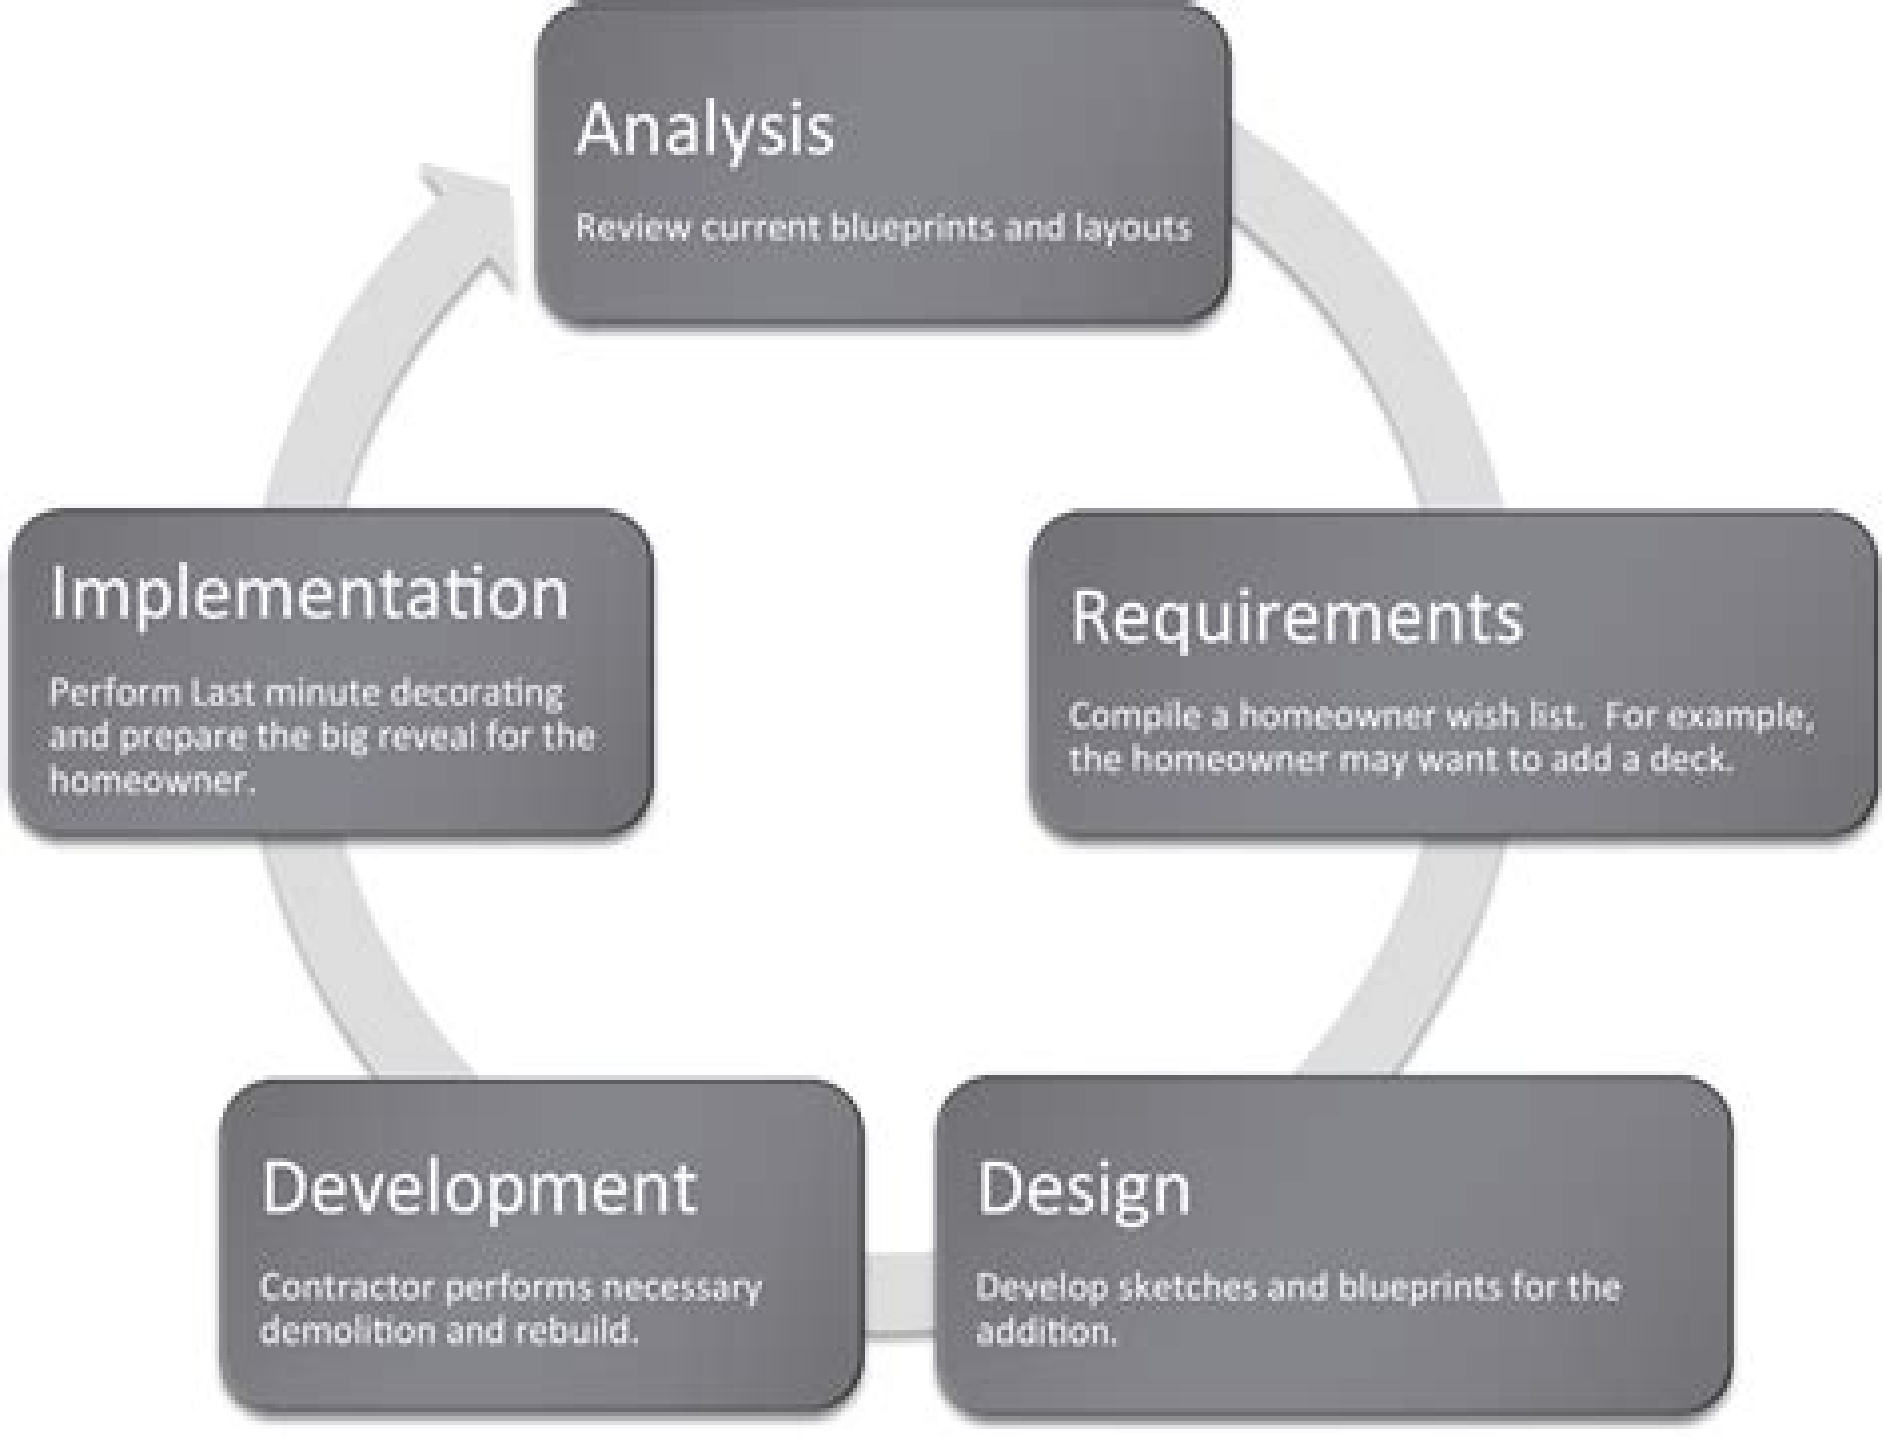 Analysis
Review current blueprints and layouts
Requirements
Compile a homeowner wish list.  For example,
the homeowner may want to add a deck.
Design
Develop sketches and blueprints for the
addition.
Development
Contractor performs necessary
demolition and rebuild.
Implementation
Perform Last minute decorating
and prepare the big reveal for the
homeowner.